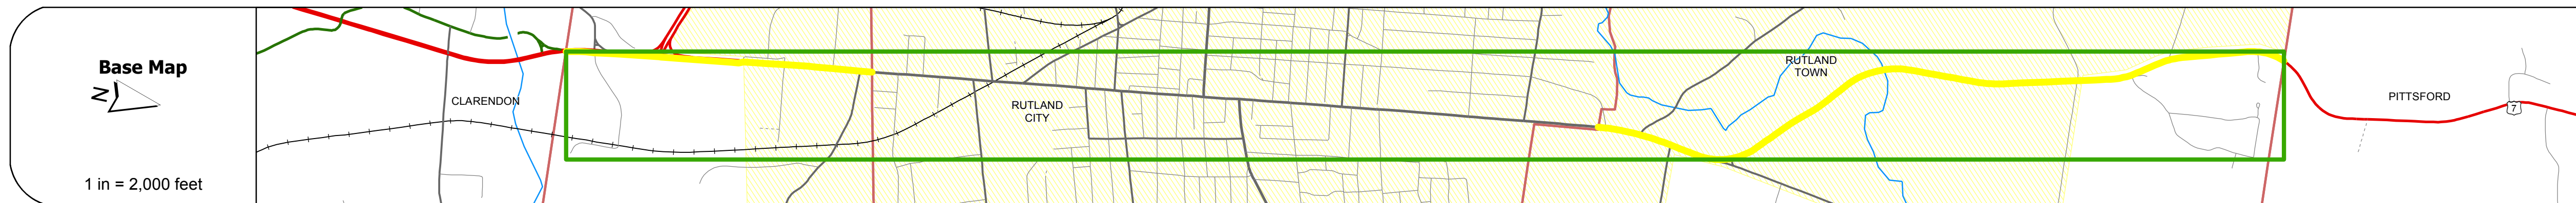 Base Map
N
1 in = 2,000 feet
CLARENDON
RUTLAND
CITY
RUTLAND
TOWN
PITTSFORD
7